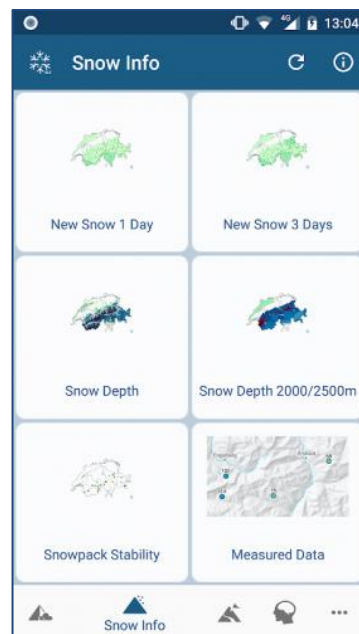 4G 13:04
Snow Info
New Snow 1 Day
New Snow 3 Days
Snow Depth
Snow Depth 2000/2500m
Snowpack Stability
Measured Data
Snow Info